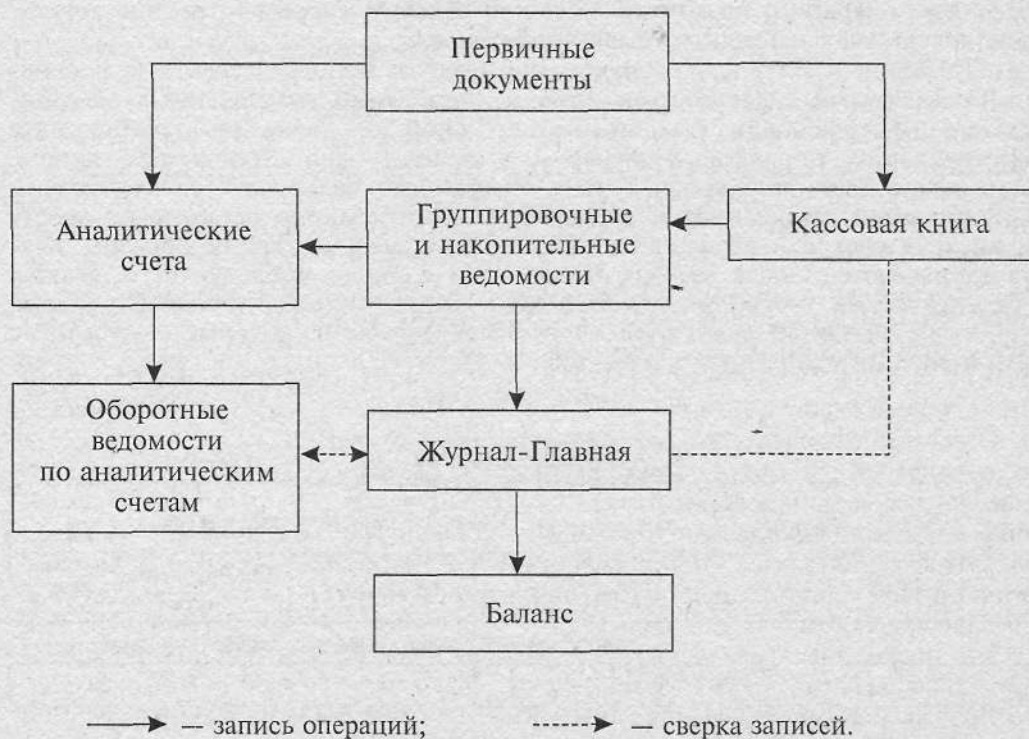 Первичные
документы
Аналитические
счета
Группировочные
и накопительные
ведомости
Кассовая книга
Оборотные
ведомости
по аналитическим
счетам
Журнал-Главная
Баланс
— запись операций;
— сверка записей.